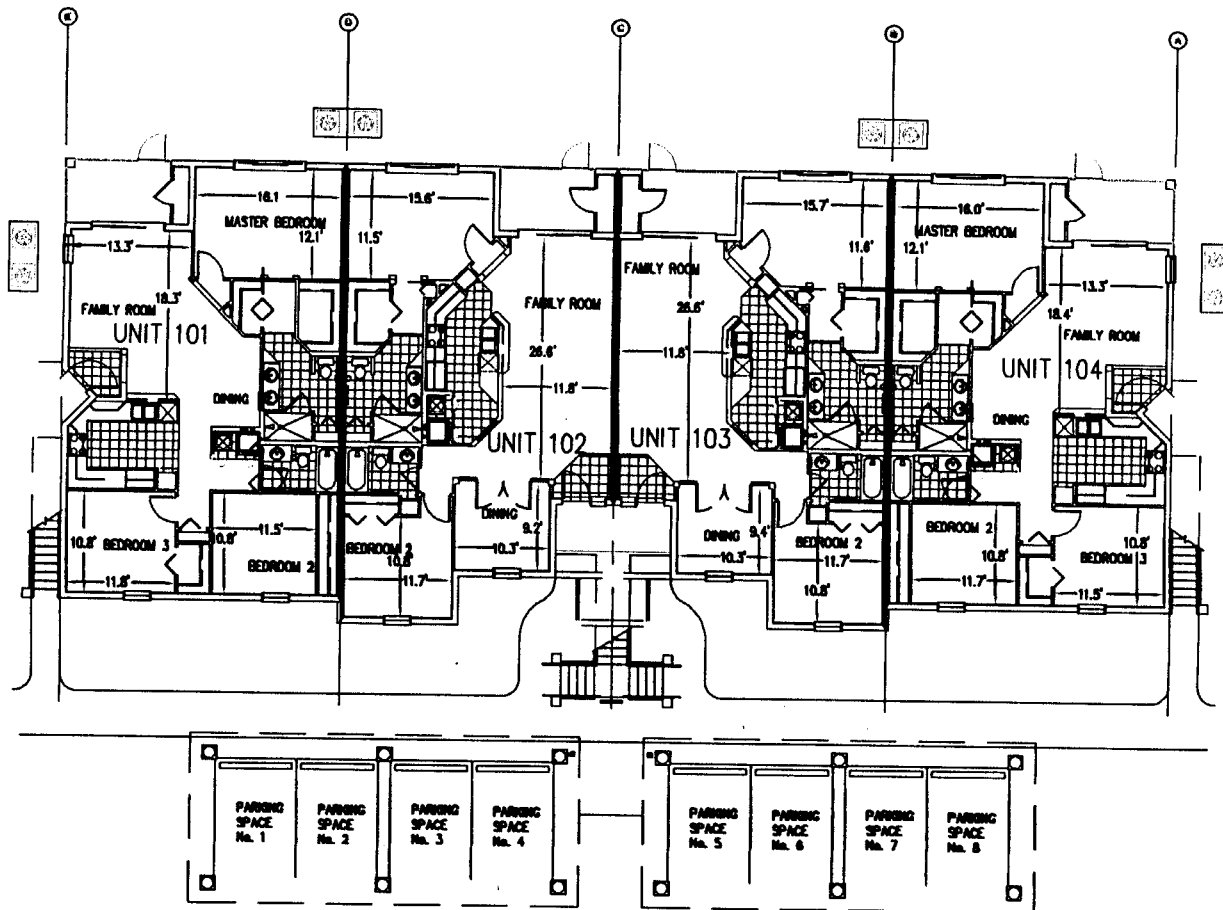 E
D
C
B
A
16.1
MASTER BEDROOM
12.1'
15.6'
11.5'
15.7'
11.6'
16.0'
MASTER BEDROOM
12.1'
13.3'
18.3'
FAMILY ROOM
UNIT 101
FAMILY ROOM
26.6'
11.8'
FAMILY ROOM
26.6'
11.8'
13.3'
18.4'
FAMILY ROOM
UNIT 104
DINING
DINING
UNIT 102
UNIT 103
10.8'
BEDROOM 3
11.8'
11.5'
10.8'
BEDROOM 2
BEDROOM 2
10.8'
11.7'
DINING
9.2'
10.3'
DINING
9.4'
10.3'
BEDROOM 2
11.7'
10.8'
BEDROOM 2
10.8'
11.7'
10.8'
BEDROOM 3
11.5'
PARKING
SPACE
No. 1
PARKING
SPACE
No. 2
PARKING
SPACE
No. 3
PARKING
SPACE
No. 4
PARKING
SPACE
No. 5
PARKING
SPACE
No. 6
PARKING
SPACE
No. 7
PARKING
SPACE
No. 8